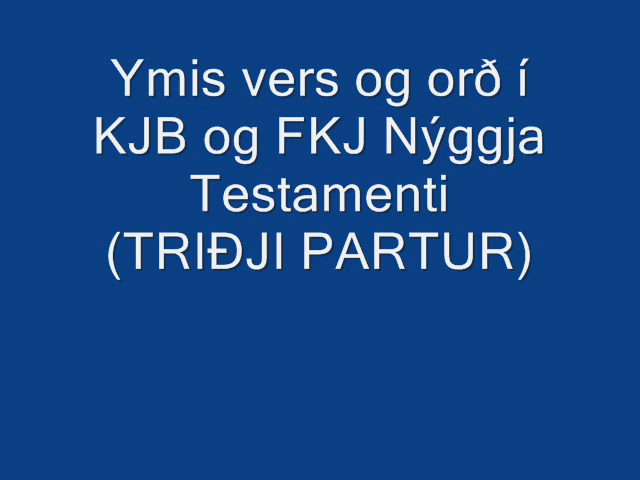 Ymis vers og orð í
KJB og FKJ Nýggja
Testamenti
(TRIÐJI PARTUR)